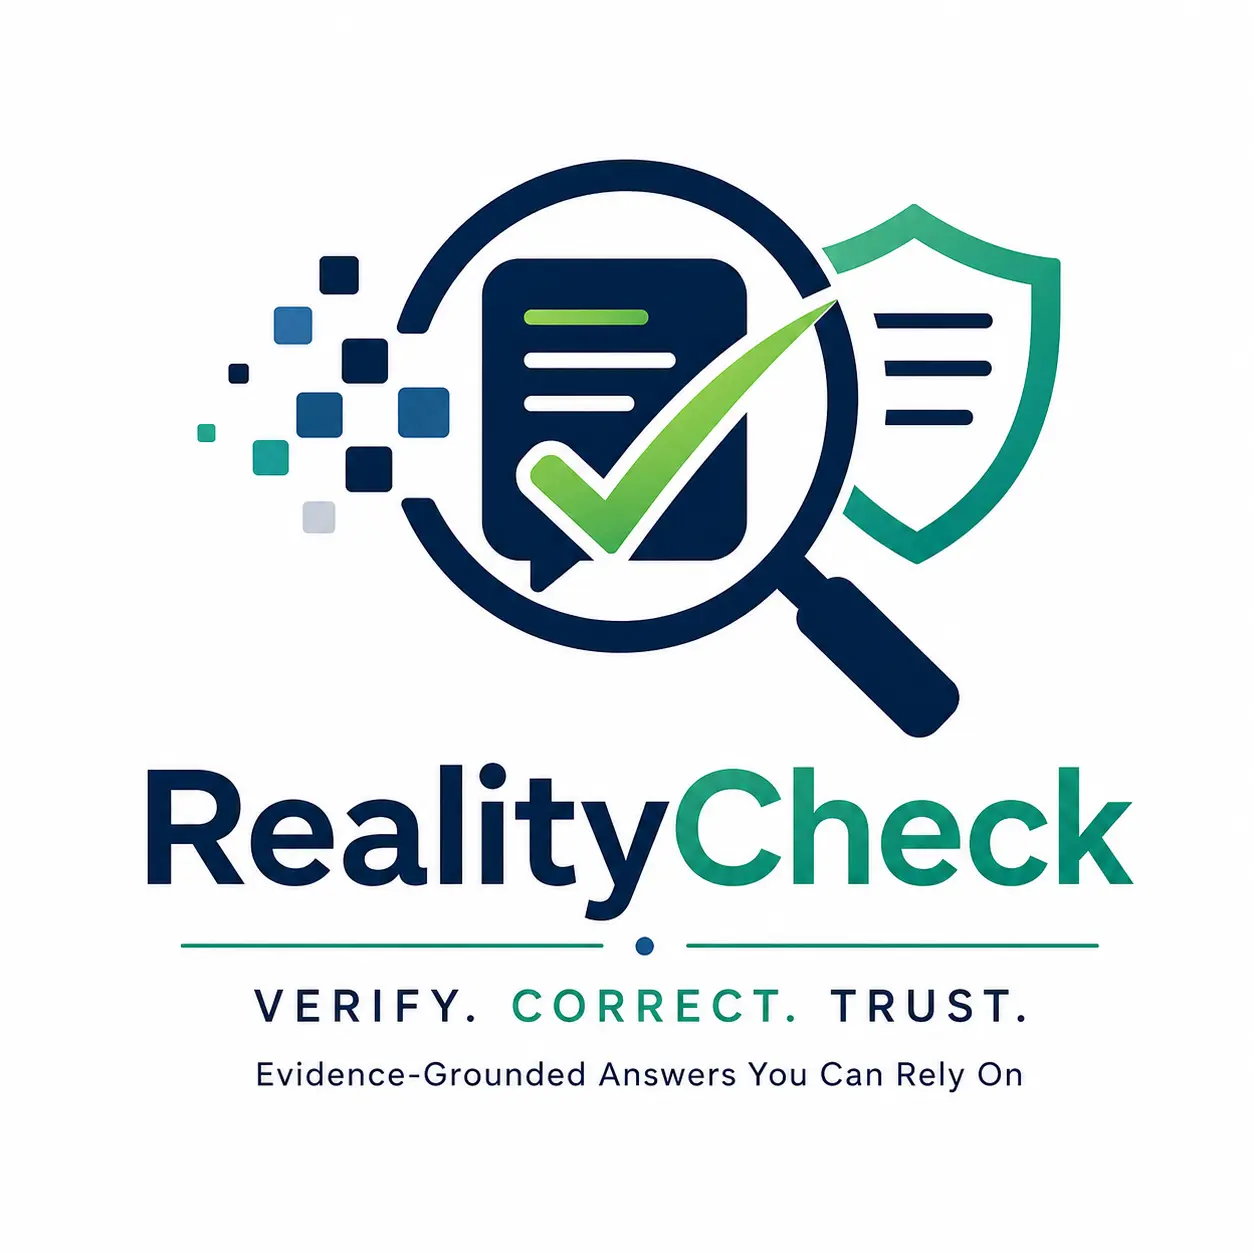 RealityCheck
VERIFY. CORRECT. TRUST.
Evidence-Grounded Answers You Can Rely On